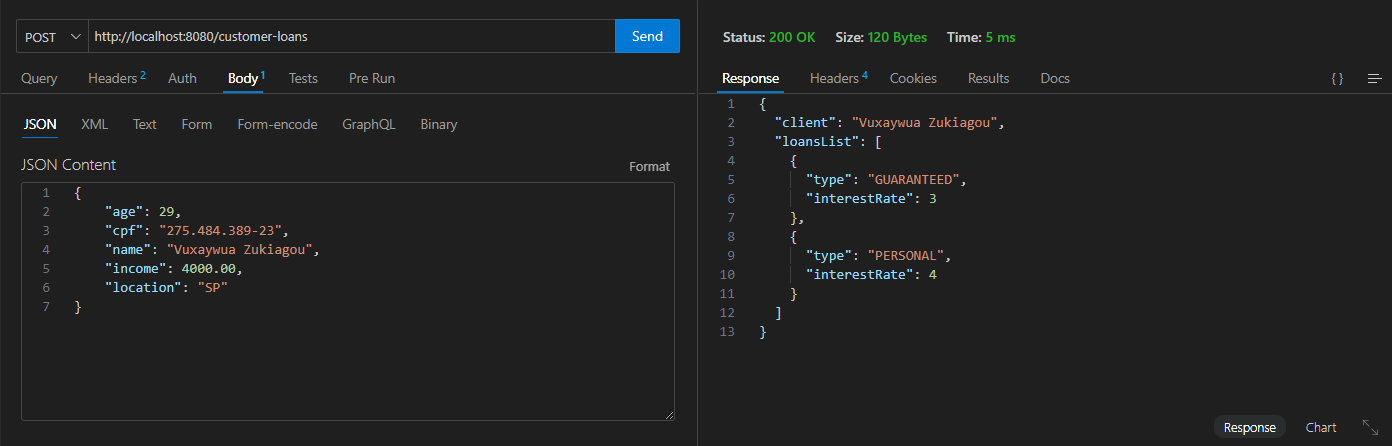 POST
http://localhost:8080/customer-loans
Send
Query Headers 2 Auth Body 1 Tests Pre Run
JSON XML Text Form Form-encode GraphQL Binary
JSON Content
Format
1 {
2 "age": 29,
3 "cpf": "275.484.389-23",
4 "name": "Vuxaywua Zukiagou",
5 "income": 4000.00,
6 "location": "SP"
7 }
Status: 200 OK Size: 120 Bytes Time: 5 ms
Response Headers 4 Cookies Results Docs { }
1 {
2 "client": "Vuxaywua Zukiagou",
3 "loansList": [
4 {
5 "type": "GUARANTEED",
6 "interestRate": 3
7 },
8 {
9 "type": "PERSONAL",
10 "interestRate": 4
11 }
12 ]
13 }
Response Chart